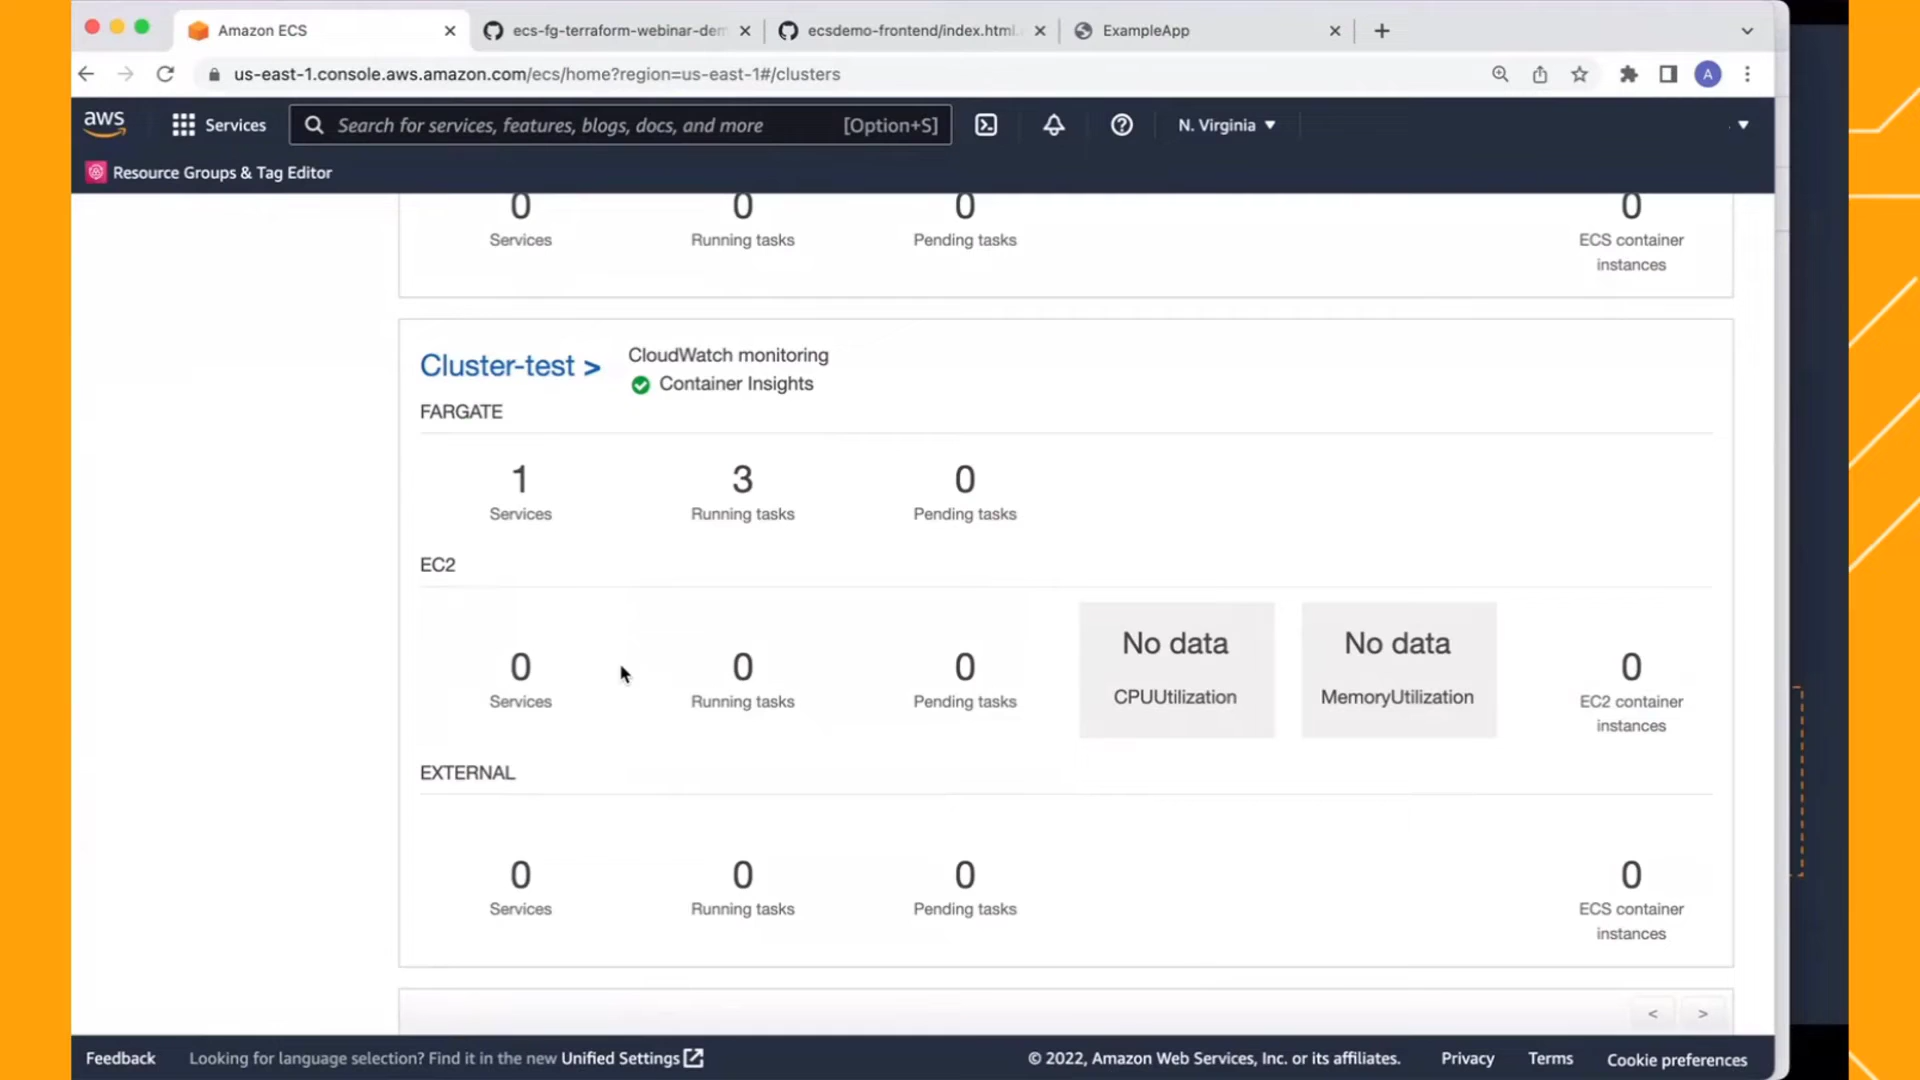 Amazon ECS
ecs-fg-terraform-webinar-dem
ecsdemo-frontend/index.html.
ExampleApp
us-east-1.console.aws.amazon.com/ecs/home?region=us-east-1#/clusters
A
aws
Services
Search for services, features, blogs, docs, and more
[Option+S]
N. Virginia
Resource Groups & Tag Editor
0
0
0
0
Services
Running tasks
Pending tasks
ECS container
instances
Cluster-test >
CloudWatch monitoring
Container Insights
FARGATE
1
3
0
Services
Running tasks
Pending tasks
EC2
0
0
0
No data
CPUUtilization
No data
MemoryUtilization
0
Services
Running tasks
Pending tasks
EC2 container
instances
EXTERNAL
0
0
0
0
Services
Running tasks
Pending tasks
ECS container
instances
<
>
Feedback
Looking for language selection? Find it in the new Unified Settings
© 2022, Amazon Web Services, Inc. or its affiliates.
Privacy
Terms
Cookie preferences